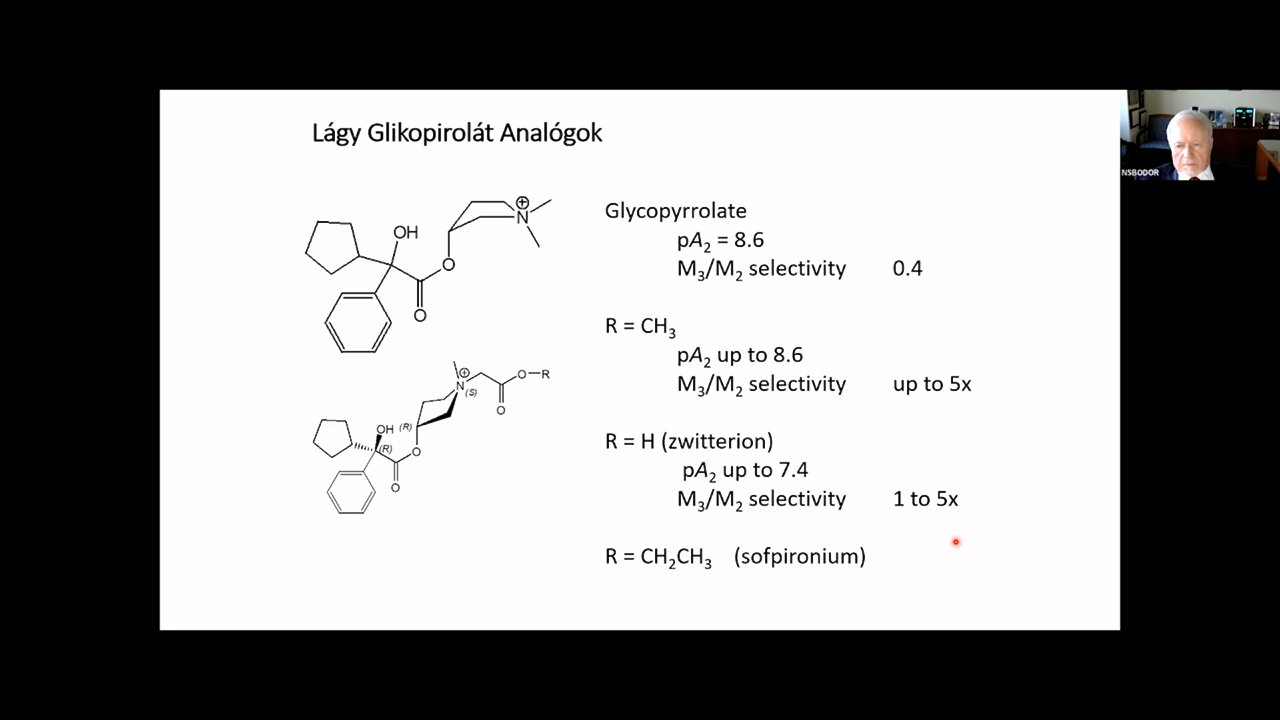 Lágy Glikopirolát Analógok
NSBODOR
OH
N
⊕
O
O
Glycopyrrolate
pA₂ = 8.6
M₃/M₂ selectivity 0.4
R = CH₃
pA₂ up to 8.6
M₃/M₂ selectivity up to 5x
⊕
N
(S)
O—R
O
OH
(R)
(R)
O
O
R = H (zwitterion)
pA₂ up to 7.4
M₃/M₂ selectivity 1 to 5x
R = CH₂CH₃ (sofpironium)